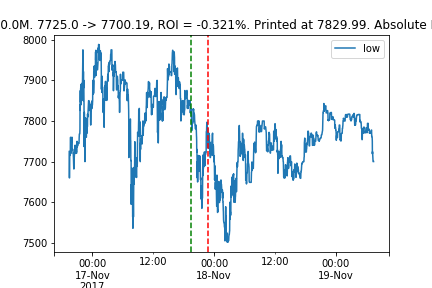 0.0M. 7725.0 -> 7700.19, ROI = -0.321%. Printed at 7829.99. Absolute
low
8000
7900
7800
7700
7600
7500
00:00 12:00 00:00 12:00 00:00
17-Nov 18-Nov 19-Nov
2017